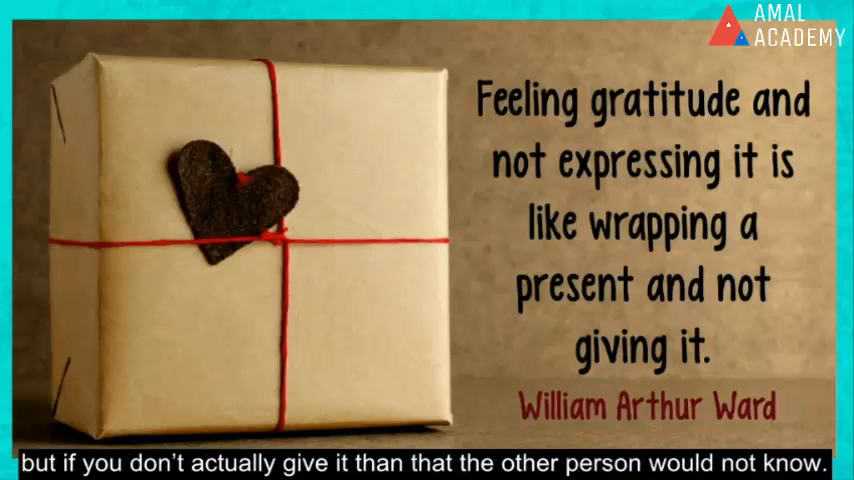 AMAL
ACADEMY
Feeling gratitude and
not expressing it is
like wrapping a
present and not
giving it.
William Arthur Ward
but if you don't actually give it than that the other person would not know.